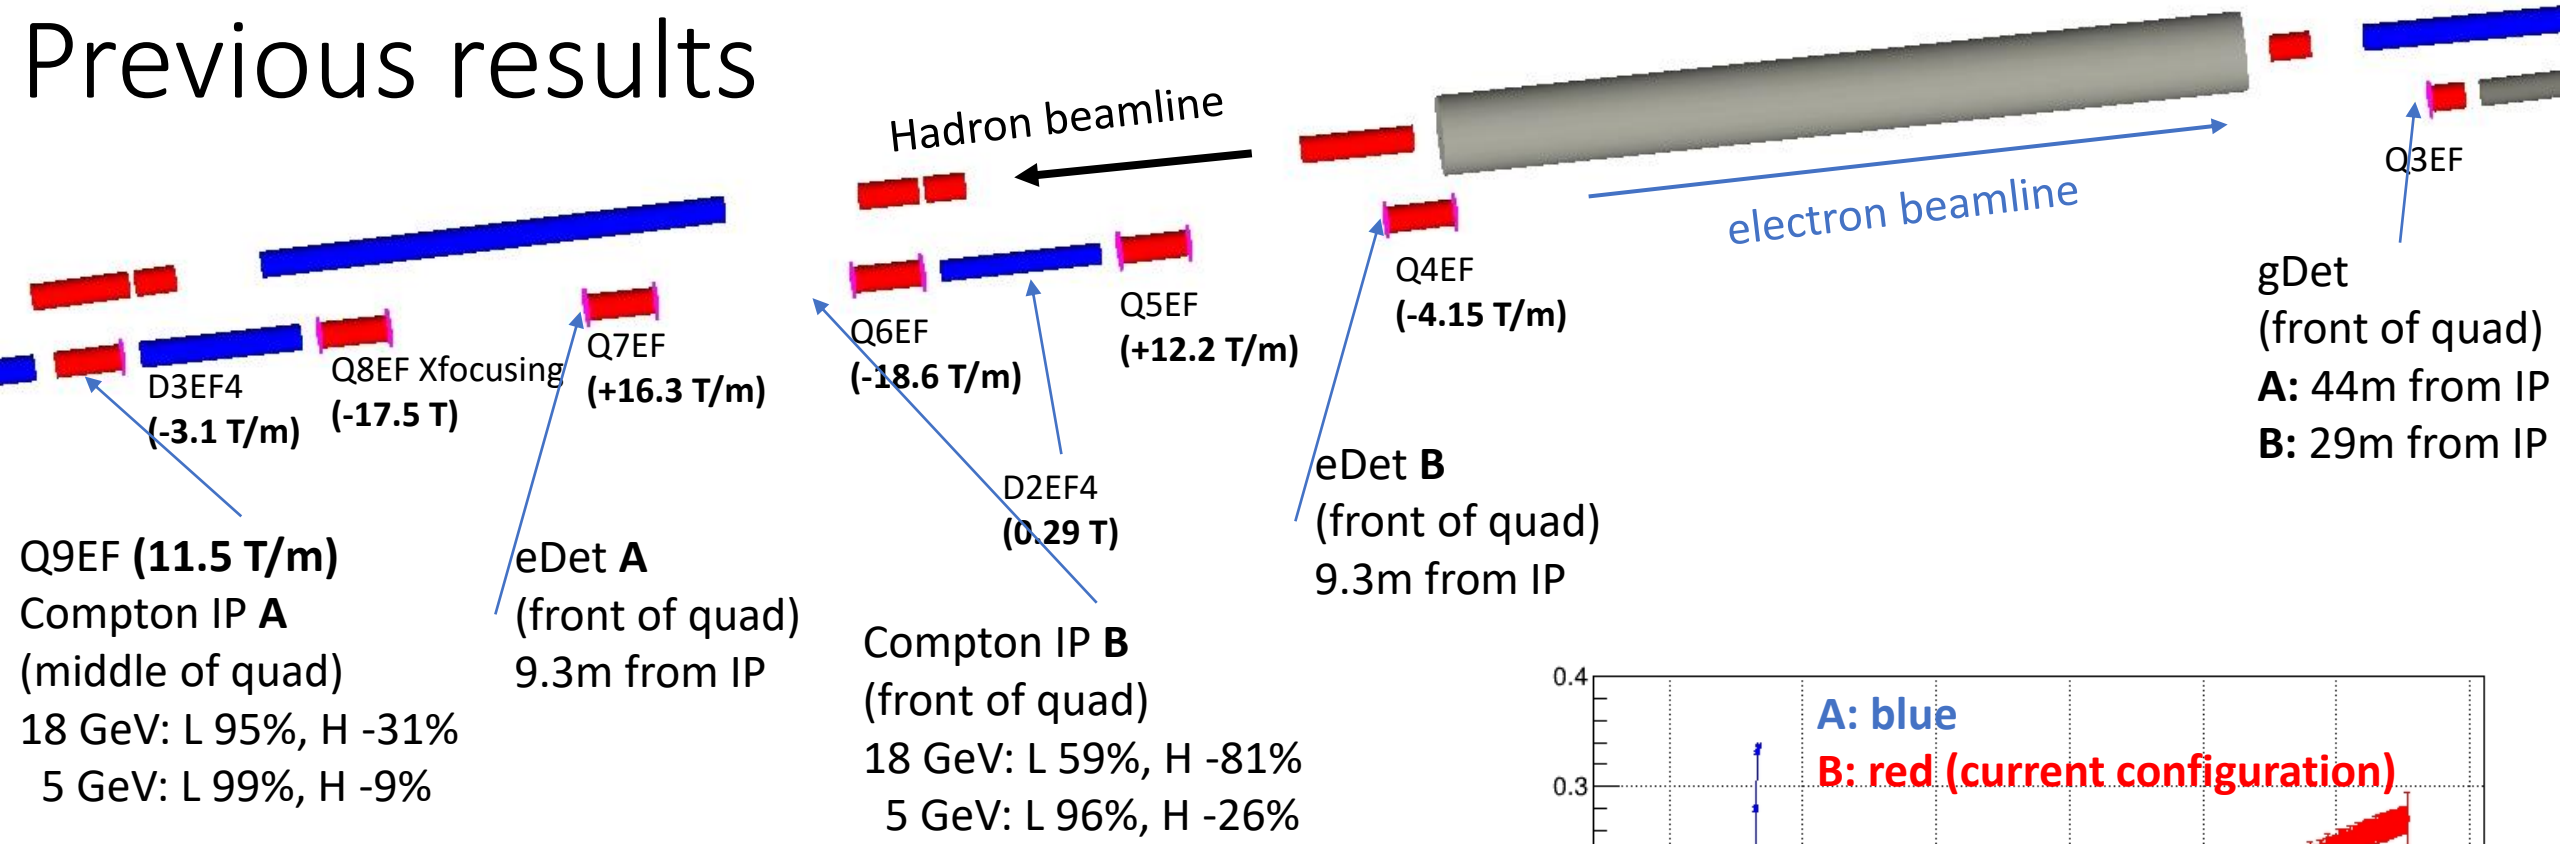 Previous results
Hadron beamline
electron beamline
Q3EF
gDet
(front of quad)
A: 44m from IP
B: 29m from IP
Q4EF
(-4.15 T/m)
Q5EF
(+12.2 T/m)
Q6EF
(-18.6 T/m)
Q7EF
(+16.3 T/m)
Q8EF Xfocusing
(-17.5 T)
D3EF4
(-3.1 T/m)
D2EF4
(0.29 T)
eDet B
(front of quad)
9.3m from IP
Q9EF (11.5 T/m)
Compton IP A
(middle of quad)
18 GeV: L 95%, H -31%
5 GeV: L 99%, H -9%
eDet A
(front of quad)
9.3m from IP
Compton IP B
(front of quad)
18 GeV: L 59%, H -81%
5 GeV: L 96%, H -26%
0.4
0.3
A: blue
B: red (current configuration)